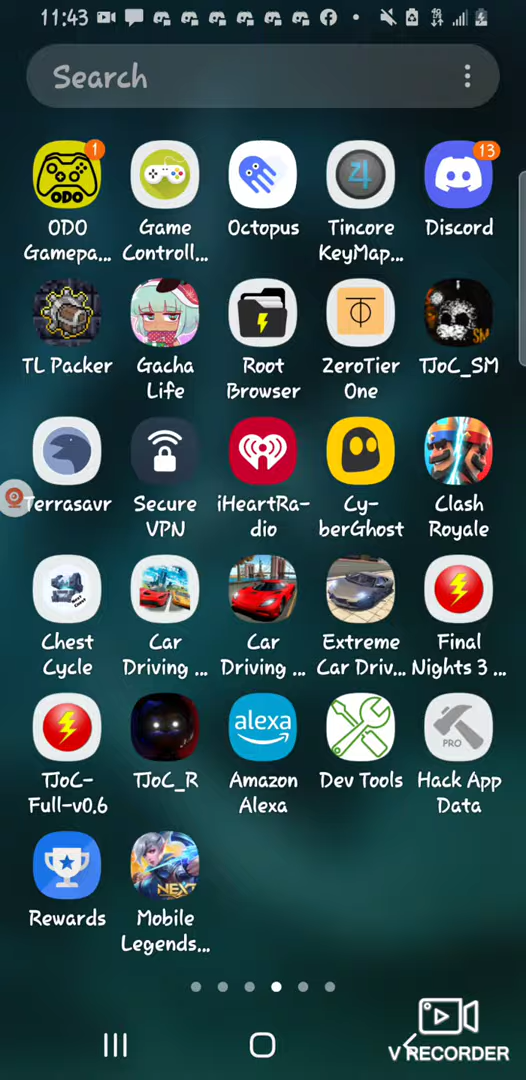 11:43
Search
1
ODO
13
ODO
Gamepa...
Game
Controll...
Octopus
Tincore
KeyMap...
Discord
SM
TL Packer
Gacha
Life
Root
Browser
ZeroTier
One
TJoC_SM
Terrasavr
Secure
VPN
iHeartRa-
dio
Cy-
berGhost
Clash
Royale
Chest
Cycle
Car
Driving ...
Car
Driving ...
Extreme
Car Driv...
Final
Nights 3 ...
alexa
PRO
TJoC-
Full-v0.6
TJoC_R
Amazon
Alexa
Dev Tools
Hack App
Data
NEXT
Rewards
Mobile
Legends...
V RECORDER